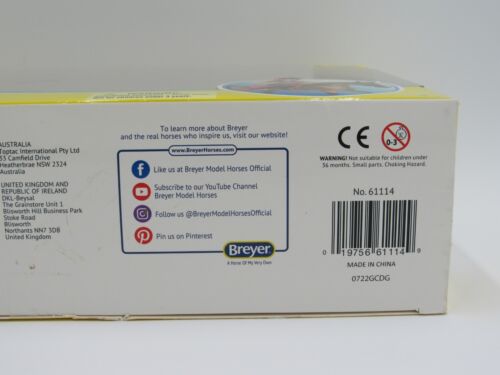 AUSTRALIA
Toptac International Pty Ltd
35 Camfield Drive
Heatherbrae NSW 2324
Australia
UNITED KINGDOM AND
REPUBLIC OF IRELAND
DKL-Beysal
The Grainstore Unit 1
Blisworth Hill Business Park
Stoke Road
Blisworth
Northants NN7 3DB
United Kingdom
To learn more about Breyer
and the real horses who inspire us, visit our website!
www.BreyerHorses.com
Like us at Breyer Model Horses Official
Subscribe to our YouTube Channel
Breyer Model Horses
Follow us @BreyerModelHorsesOfficial
Pin us on Pinterest
Breyer
A Horse Of My Very Own
CE 0-3
WARNING! Not suitable for children under
36 months. Small parts. Choking Hazard.
No. 61114
0 19756 61114 9
MADE IN CHINA
0722GCDG